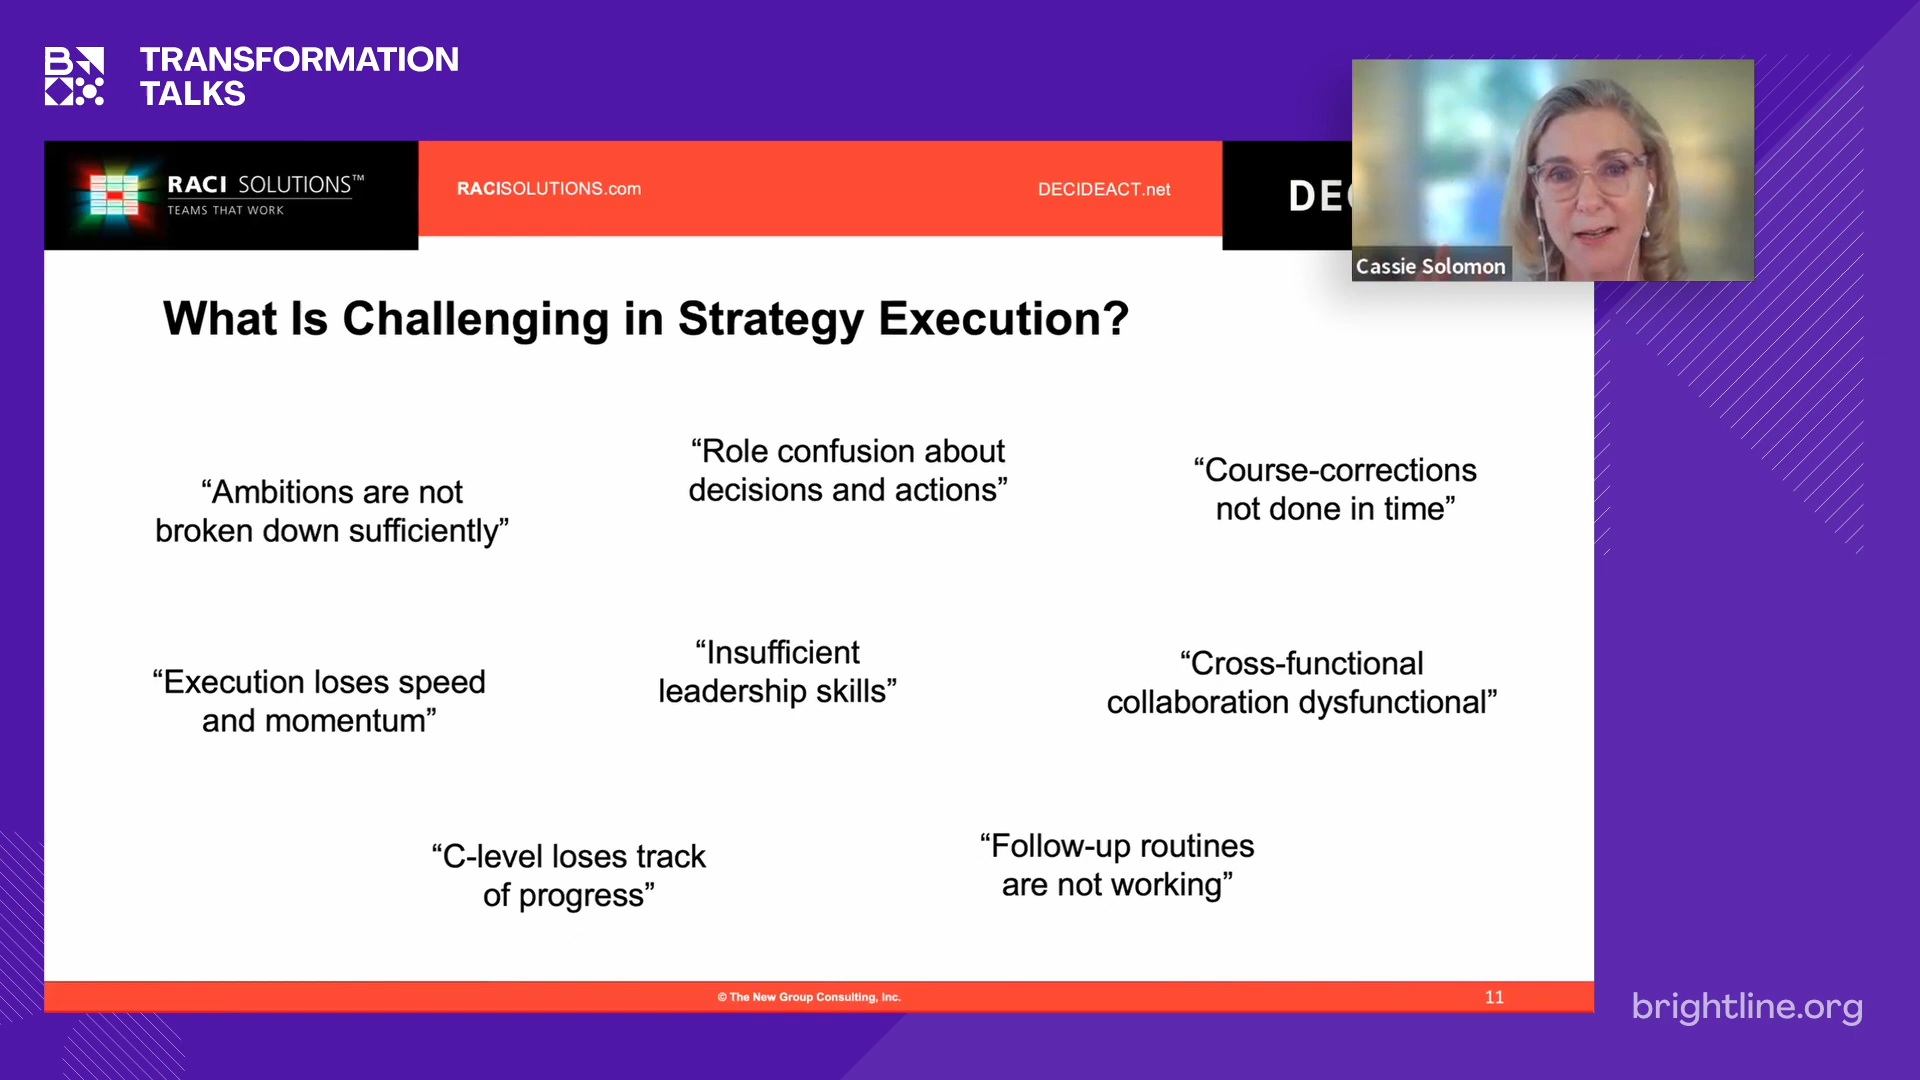 TRANSFORMATION
TALKS
RACI SOLUTIONS™
TEAMS THAT WORK
RACISOLUTIONS.com
DECIDEACT.net
Cassie Solomon
What Is Challenging in Strategy Execution?
“Ambitions are not
broken down sufficiently”
“Role confusion about
decisions and actions”
“Course-corrections
not done in time”
“Execution loses speed
and momentum”
“Insufficient
leadership skills”
“Cross-functional
collaboration dysfunctional”
“C-level loses track
of progress”
“Follow-up routines
are not working”
© The New Group Consulting, Inc.
11
brightline.org